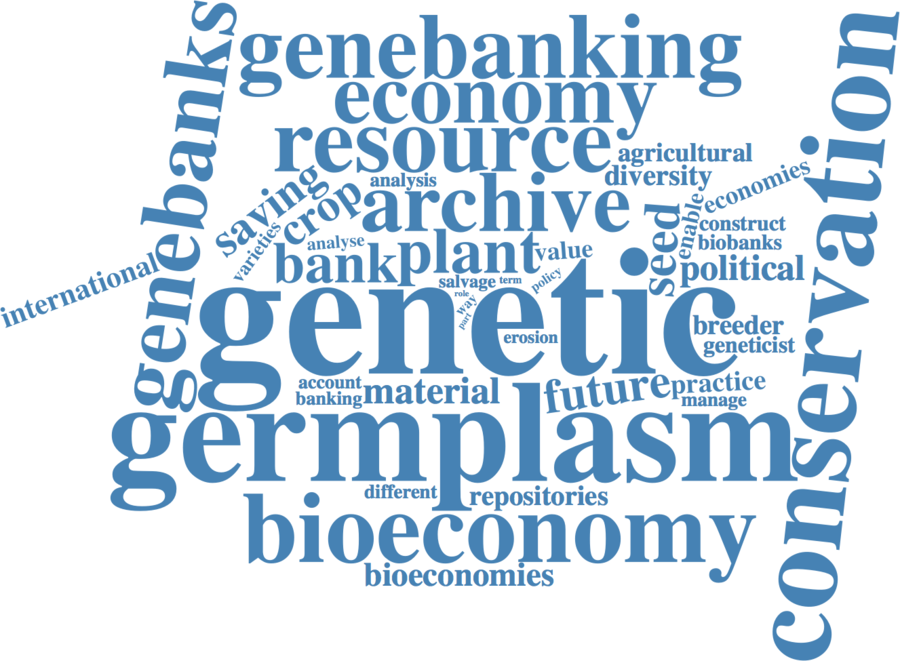 genebanks
genebanking
conservation
economy
resource
agricultural
diversity
economies
saving
crop
analysis
archive
seed
enable
construct
biobanks
varieties
analyse
bank
plant
value
political
international
salvage
term
policy
role
way
part
genetic
erosion
breeder
geneticist
account
banking
material
future
practice
manage
germplasm
different
repositories
bioeconomy
bioeconomies